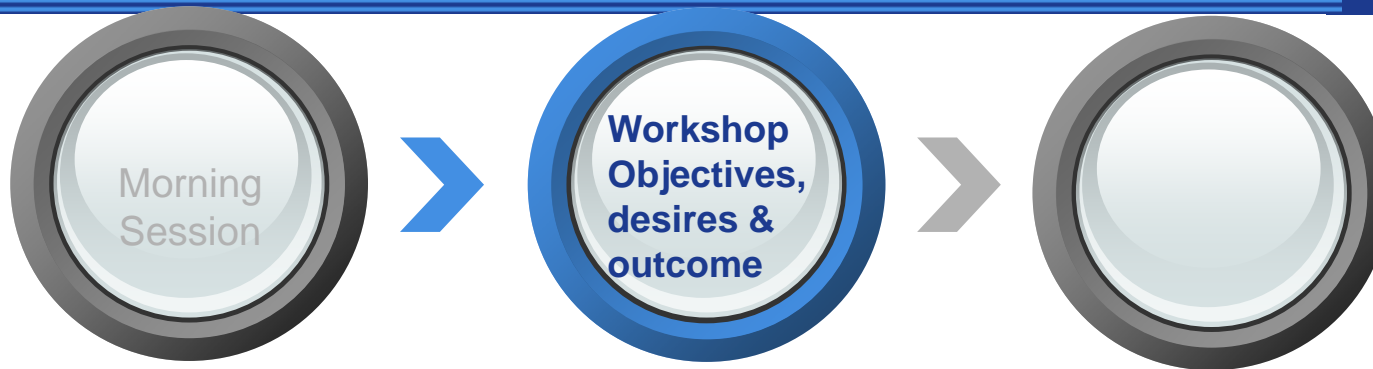 Morning
Session
Workshop
Objectives,
desires &
outcome